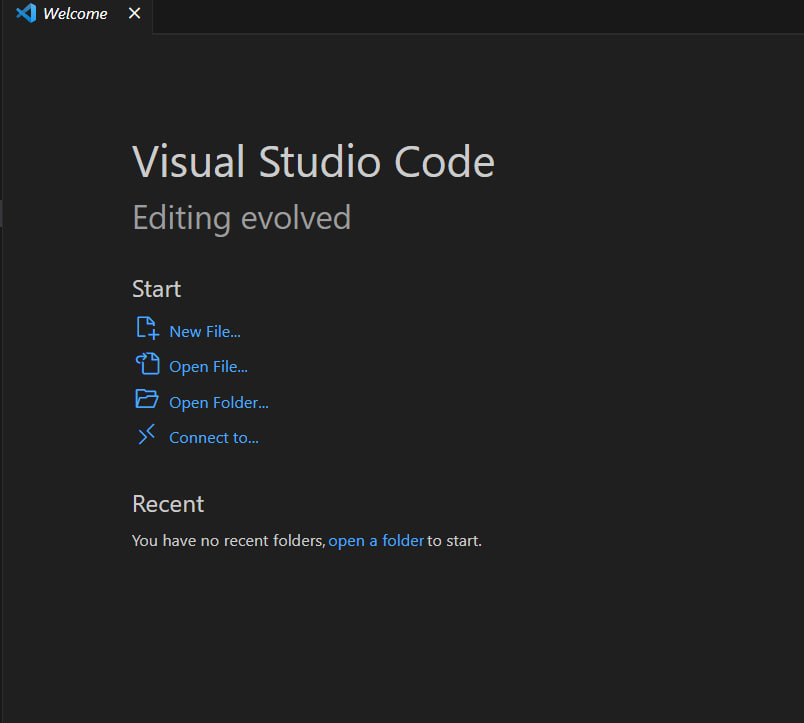 Welcome
Visual Studio Code
Editing evolved
Start
New File...
Open File...
Open Folder...
Connect to...
Recent
You have no recent folders, open a folder to start.